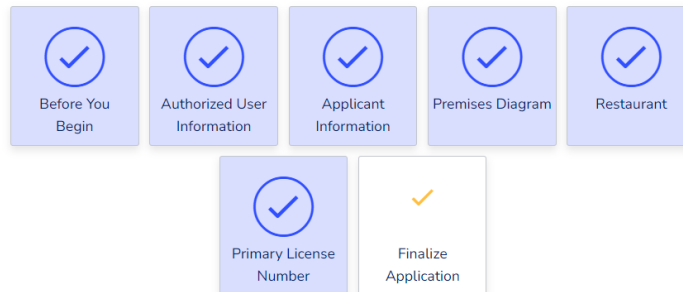 Before You
Begin
Authorized User
Information
Applicant
Information
Premises Diagram
Restaurant
Primary License
Number
Finalize
Application